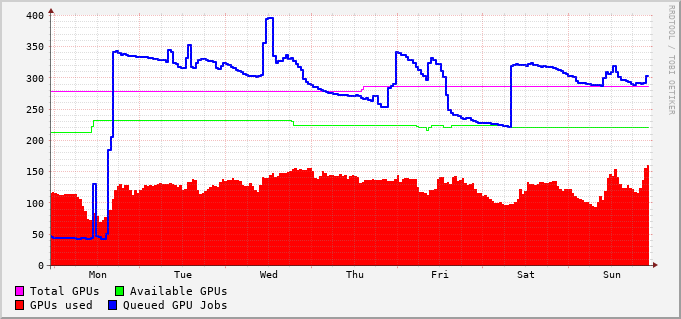 400
350
300
250
200
150
100
50
0
Mon Tue Wed Thu Fri Sat Sun
Total GPUs Available GPUs
GPUs used Queued GPU Jobs
RRDTOOL / TOBI OETIKER